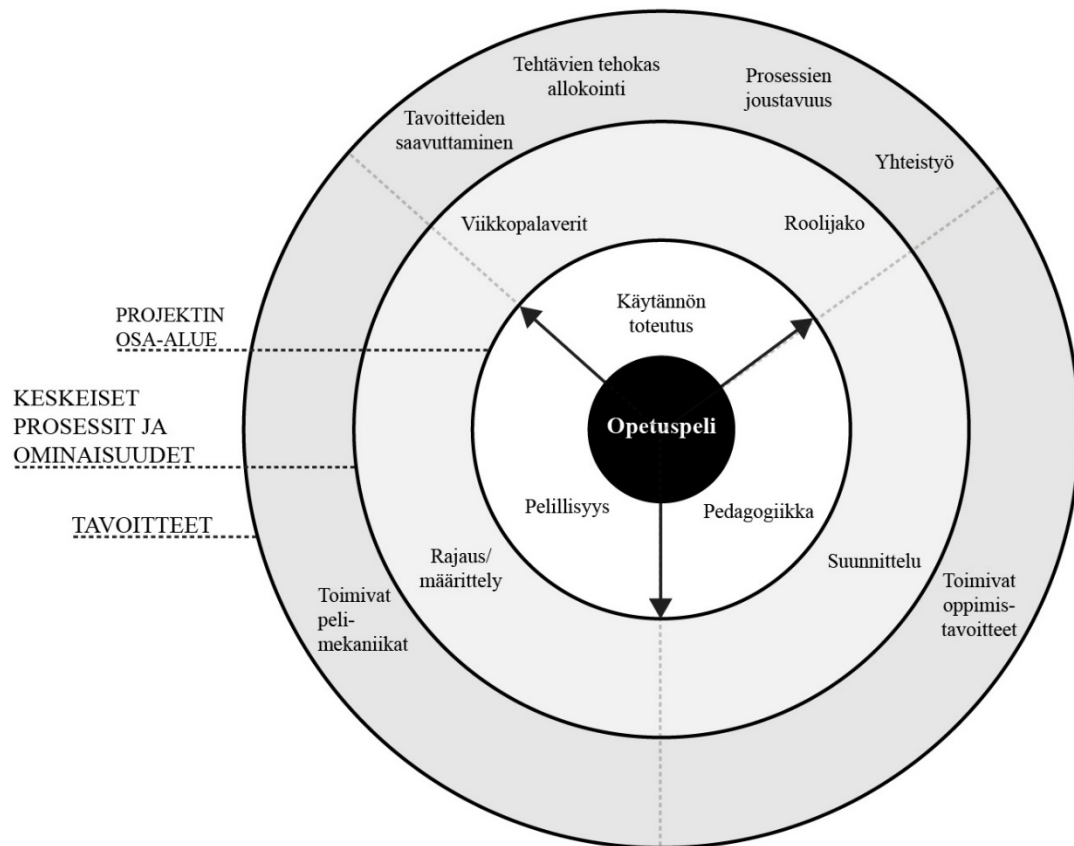 Tehtävien tehokas
allokointi
Prosessien
joustavuus
Tavoitteiden
saavuttaminen
Yhteistyö
Viikkopalaverit
Roolijako
Käytännön
toteutus
PROJEKTIN
OSA-ALUE
KESKEISET
PROSESSIT JA
OMINAISUUDET
TAVOITTEET
Opetuspeli
Pelillisyys
Pedagogiikka
Rajaus/
määrittely
Suunnittelu
Toimivat
peli-
mekaniikat
Toimivat
oppimis-
tavoitteet